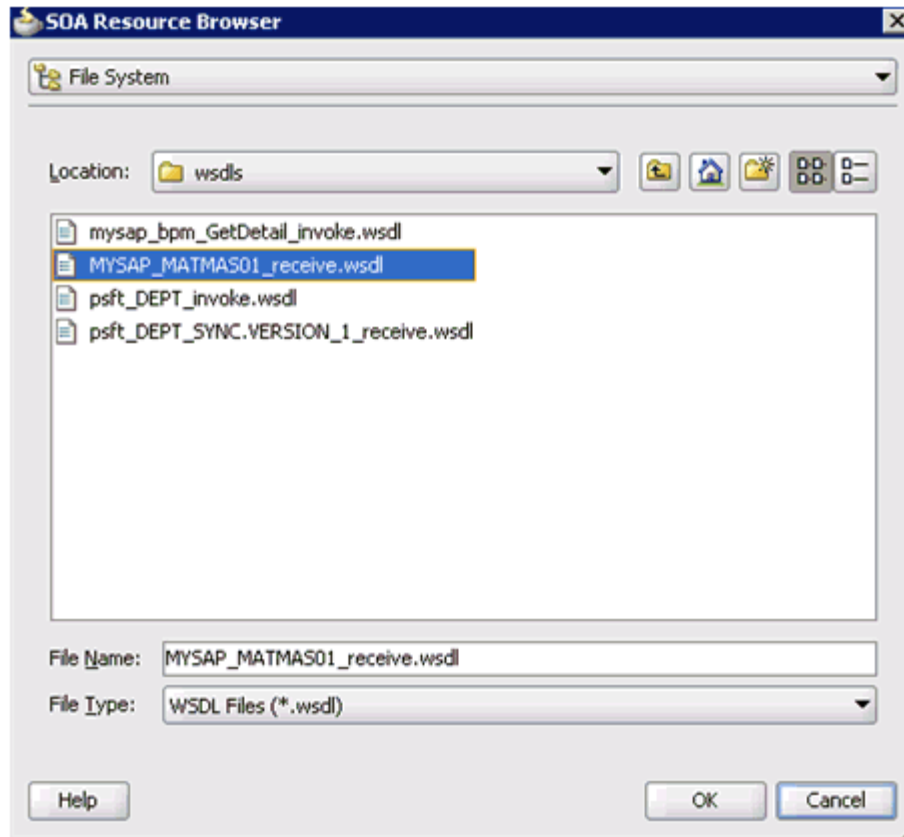 SOA Resource Browser
File System
Location: wsdls
mysap_bpm_GetDetail_invoke.wsdl
MYSAP_MATMAS01_receive.wsdl
psft_DEPT_invoke.wsdl
psft_DEPT_SYNC.VERSION_1_receive.wsdl
File Name: MYSAP_MATMAS01_receive.wsdl
File Type: WSDL Files (*.wsdl)
Help OK Cancel